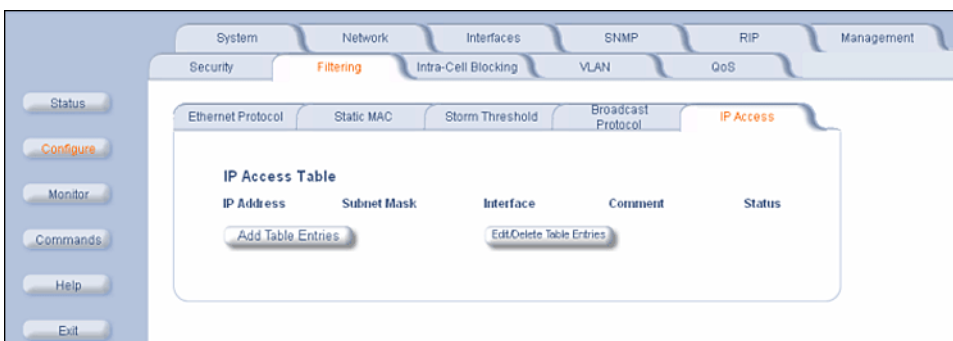 System Network Interfaces SNMP RIP Management
Security Filtering Intra-Cell Blocking VLAN QoS
Status
Configure
Monitor
Commands
Help
Exit
Ethernet Protocol Static MAC Storm Threshold Broadcast Protocol IP Access
IP Access Table
IP Address Subnet Mask Interface Comment Status
Add Table Entries Edit/Delete Table Entries